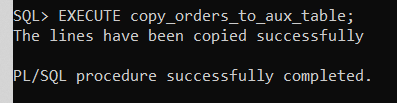 SQL> EXECUTE copy_orders_to_aux_table;
The lines have been copied successfully
PL/SQL procedure successfully completed.